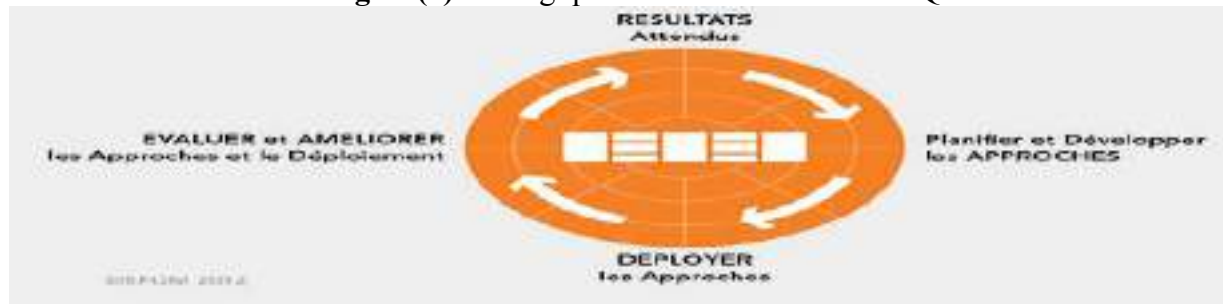 RESULTATS
Attendus
EVALUER et AMELIORER
les Approches et le Déploiement
Planifier et Développer
les APPROCHES
DEPLOYER
les Approches